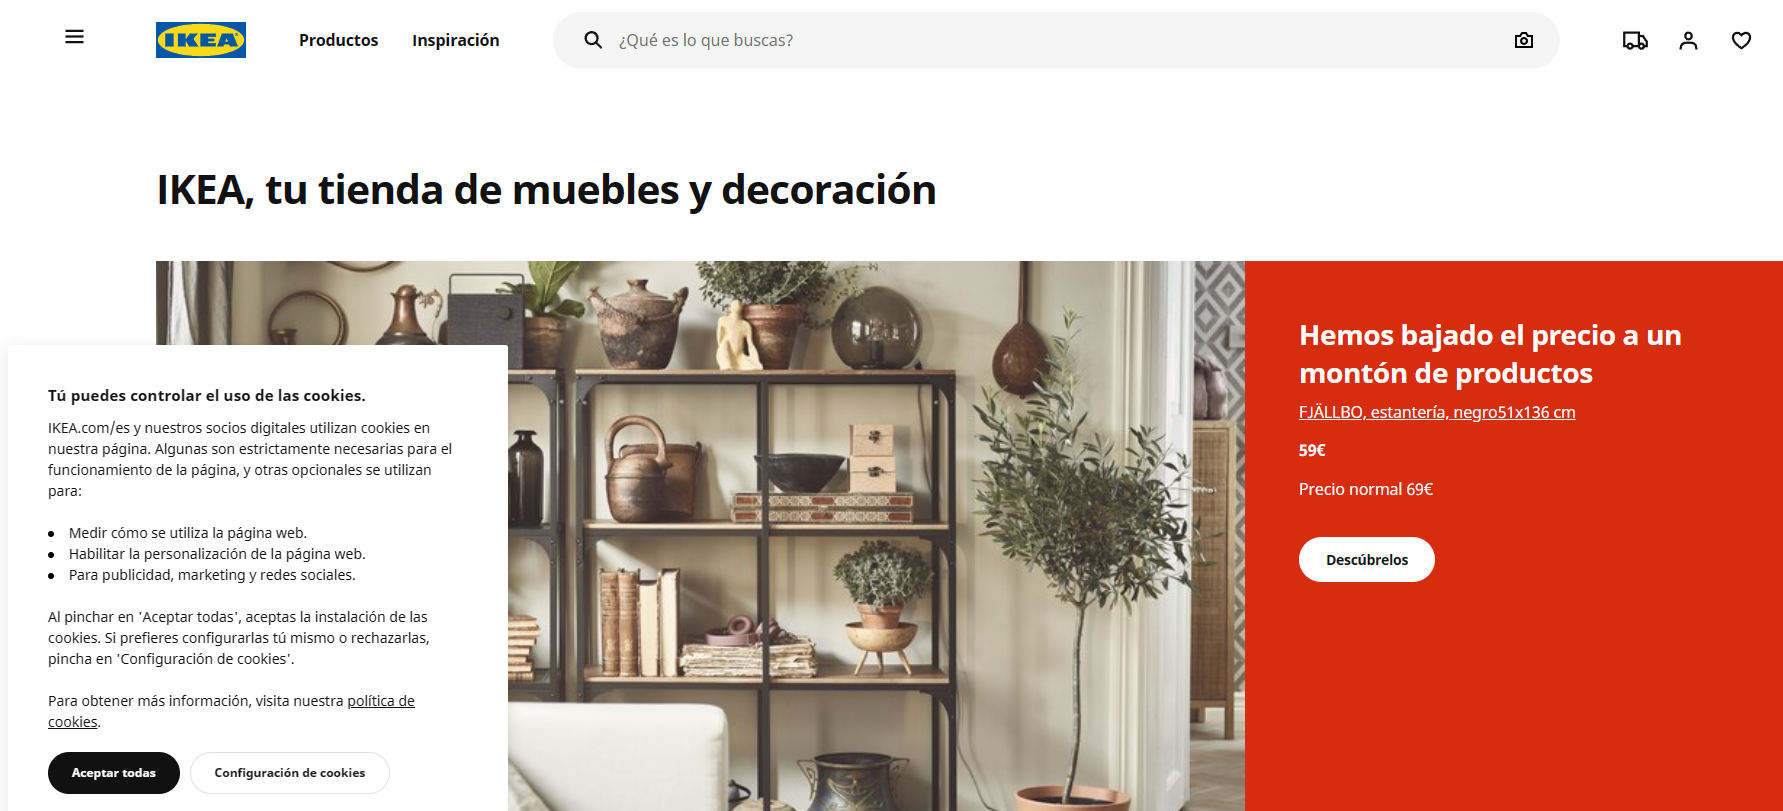 IKEA
Productos
Inspiración
¿Qué es lo que buscas?
IKEA, tu tienda de muebles y decoración
Hemos bajado el precio a un
montón de productos
FJÄLLBO, estantería, negro51x136 cm
59€
Precio normal 69€
Descúbrelos
Tú puedes controlar el uso de las cookies.
IKEA.com/es y nuestros socios digitales utilizan cookies en
nuestra página. Algunas son estrictamente necesarias para el
funcionamiento de la página, y otras opcionales se utilizan
para:
• Medir cómo se utiliza la página web.
• Habilitar la personalización de la página web.
• Para publicidad, marketing y redes sociales.
Al pinchar en 'Aceptar todas', aceptas la instalación de las
cookies. Si prefieres configurarlas tú mismo o rechazarlas,
pincha en 'Configuración de cookies'.
Para obtener más información, visita nuestra política de
cookies.
Aceptar todas
Configuración de cookies